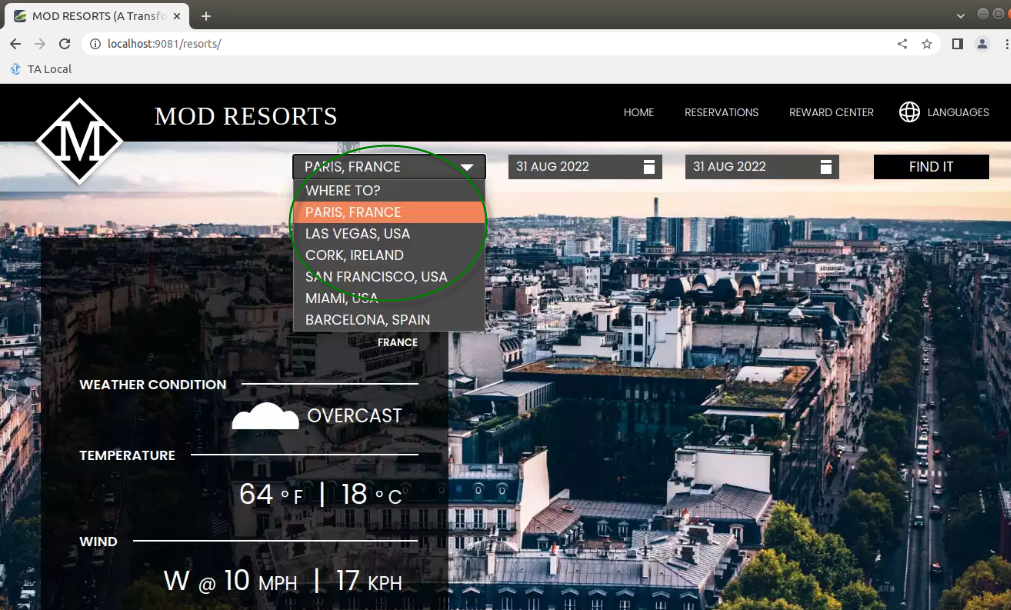 MOD RESORTS (A Transfo
localhost:9081/resorts/
TA Local
M
MOD RESORTS
HOME
RESERVATIONS
REWARD CENTER
LANGUAGES
PARIS, FRANCE
31 AUG 2022
31 AUG 2022
FIND IT
WHERE TO?
PARIS, FRANCE
LAS VEGAS, USA
CORK, IRELAND
SAN FRANCISCO, USA
MIAMI, USA
BARCELONA, SPAIN
FRANCE
WEATHER CONDITION
OVERCAST
TEMPERATURE
64 ° F | 18 ° C
WIND
W @ 10 MPH | 17 KPH